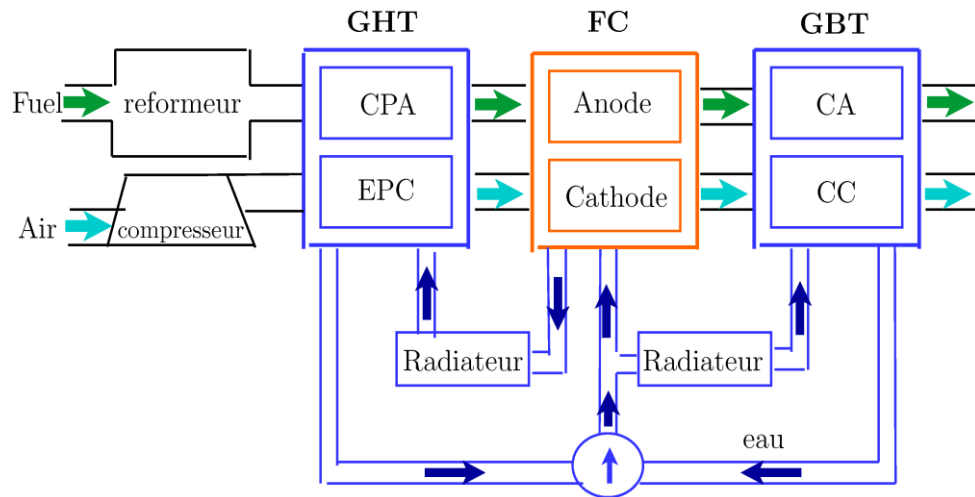 GHT
FC
GBT
Fuel
reformeur
CPA
Anode
CA
EPC
Cathode
CC
Air
compresseur
Radiateur
Radiateur
eau